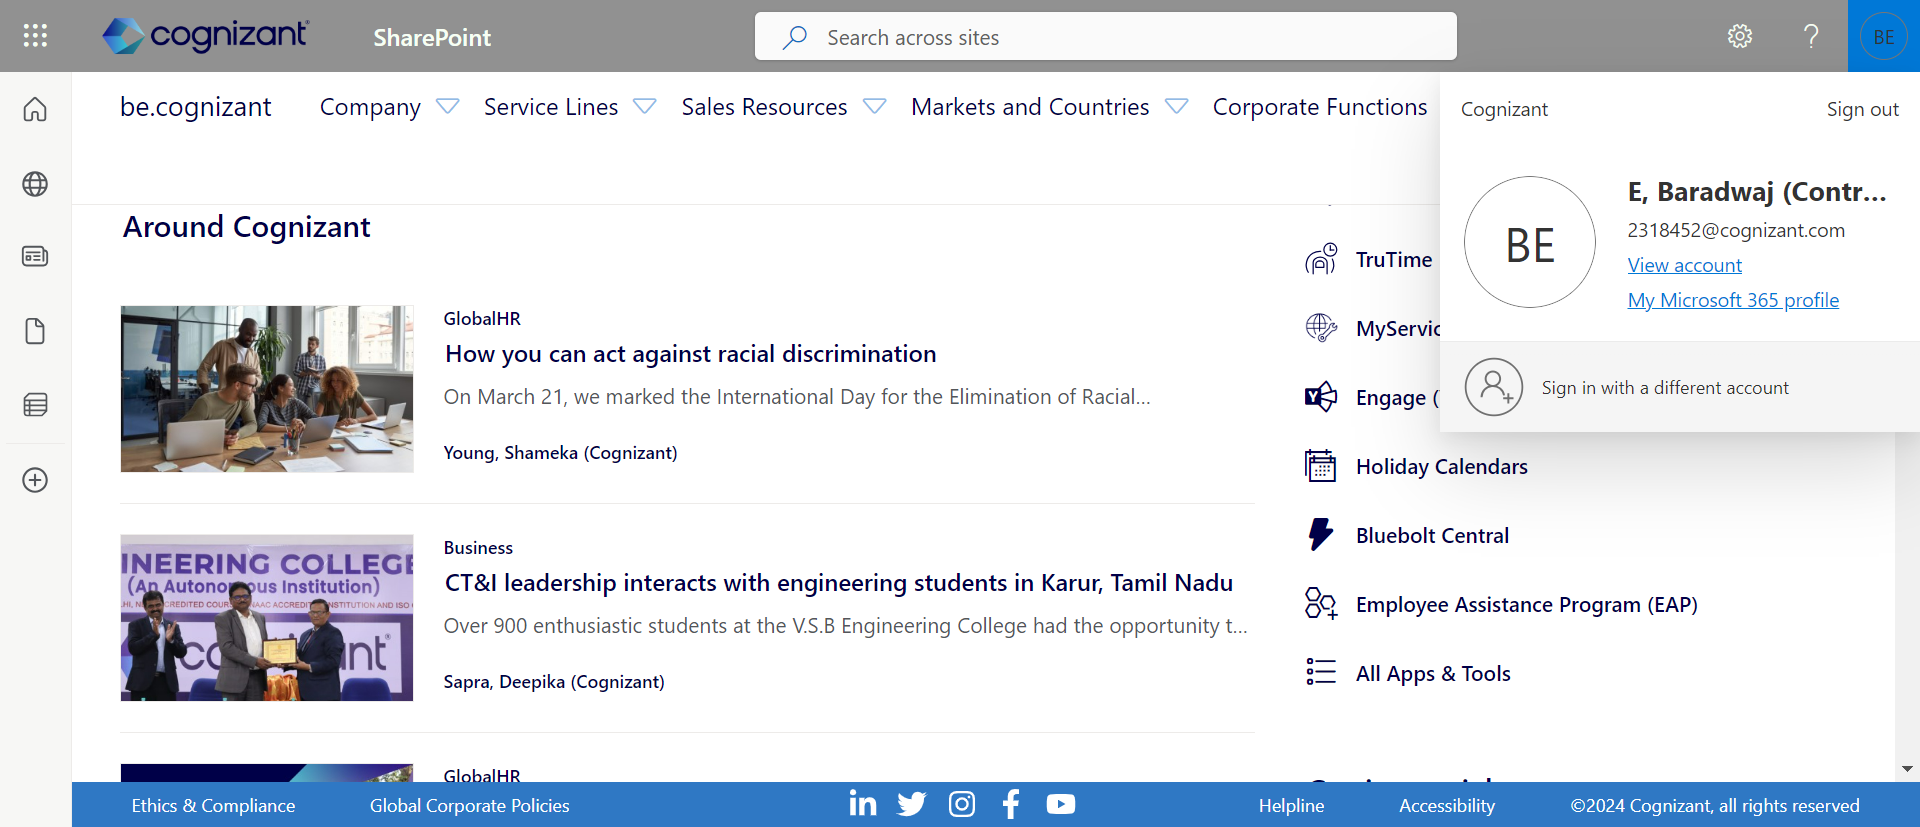 cognizant
SharePoint
Search across sites
BE
be.cognizant
Company
Service Lines
Sales Resources
Markets and Countries
Corporate Functions
Cognizant
Sign out
BE
E, Baradwaj (Contr...
2318452@cognizant.com
View account
My Microsoft 365 profile
Sign in with a different account
Around Cognizant
GlobalHR
How you can act against racial discrimination
On March 21, we marked the International Day for the Elimination of Racial...
Young, Shameka (Cognizant)
INEERING COLLEGE
(An Autonomous Institution)
Business
CT&I leadership interacts with engineering students in Karur, Tamil Nadu
Over 900 enthusiastic students at the V.S.B Engineering College had the opportunity t...
Sapra, Deepika (Cognizant)
GlobalHR
TruTime
MyServic
Engage (
Holiday Calendars
Bluebolt Central
Employee Assistance Program (EAP)
All Apps & Tools
Ethics & Compliance
Global Corporate Policies
Helpline
Accessibility
©2024 Cognizant, all rights reserved